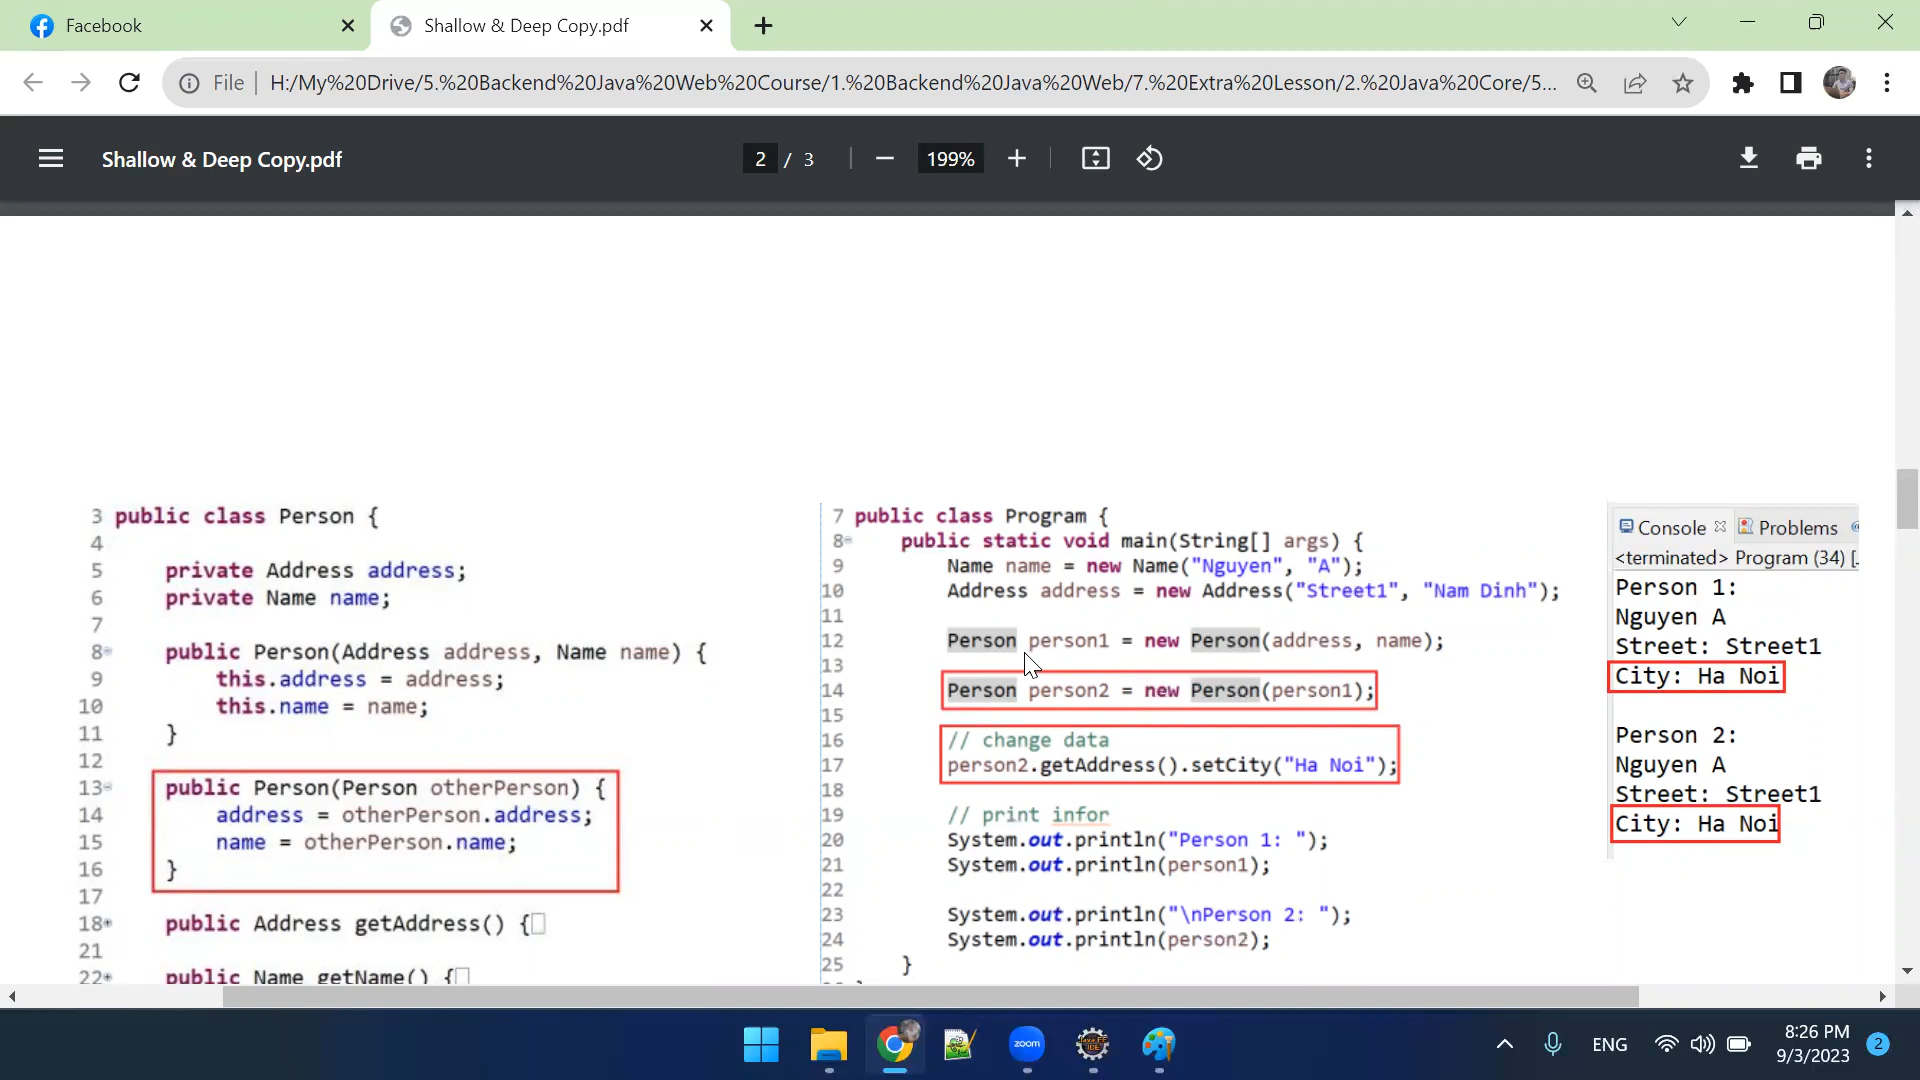 Facebook
Shallow & Deep Copy.pdf
File
H:/My%20Drive/5.%20Backend%20Java%20Web%20Course/1.%20Backend%20Java%20Web/7.%20Extra%20Lesson/2.%20Java%20Core/5...
Shallow & Deep Copy.pdf
2 / 3
199%
3 public class Person {
4
5 private Address address;
6 private Name name;
7
8 public Person(Address address, Name name) {
9 this.address = address;
10 this.name = name;
11 }
12
13 public Person(Person otherPerson) {
14 address = otherPerson.address;
15 name = otherPerson.name;
16 }
17
18 public Address getAddress() {
21
22 public Name getName() {
7 public class Program {
8 public static void main(String[] args) {
9 Name name = new Name("Nguyen", "A");
10 Address address = new Address("Street1", "Nam Dinh");
11
12 Person person1 = new Person(address, name);
13
14 Person person2 = new Person(person1);
15
16 // change data
17 person2.getAddress().setCity("Ha Noi");
18
19 // print infor
20 System.out.println("Person 1: ");
21 System.out.println(person1);
22
23 System.out.println("\nPerson 2: ");
24 System.out.println(person2);
25 }
Console Problems
<terminated> Program (34) [
Person 1:
Nguyen A
Street: Street1
City: Ha Noi
Person 2:
Nguyen A
Street: Street1
City: Ha Noi
zoom
ENG
8:26 PM
9/3/2023
2